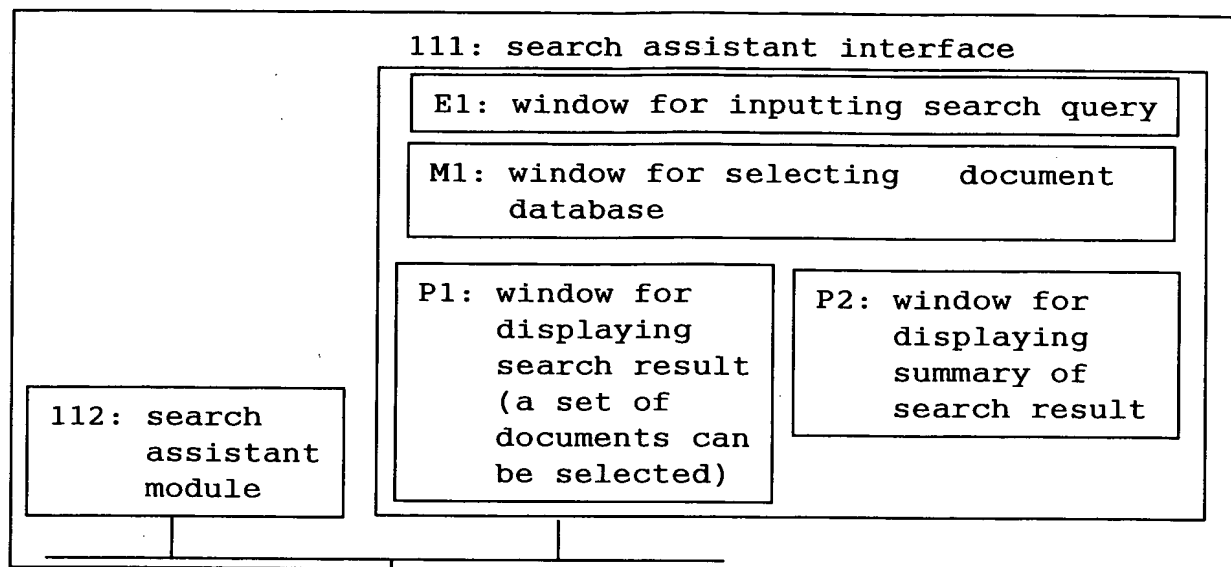 111: search assistant interface
E1: window for inputting search query
M1: window for selecting document
database
P1: window for
displaying
search result
(a set of
documents can
be selected)
P2: window for
displaying
summary of
search result
112: search
assistant
module